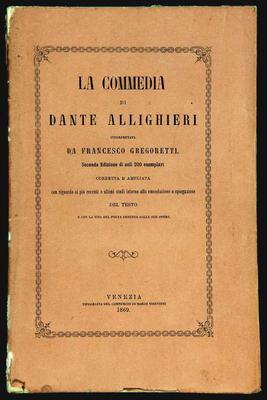 LA COMMEDIA
DI
DANTE ALLIGHIERI
INTERPRETATA
DA FRANCESCO GREGORETTI.
Seconda Edizione di soli 200 esemplari
CORRETTA E AMPLIATA
con riguardo ai più recenti e ultimi studi intorno alla emendazione e spiegazione
DEL TESTO
E CON LA VITA DEL POETA DESUNTA DALLE SUE OPERE.
VENEZIA
TIPOGRAFIA DEL COMMERCIO DI MARCO VISENTINI
1869.